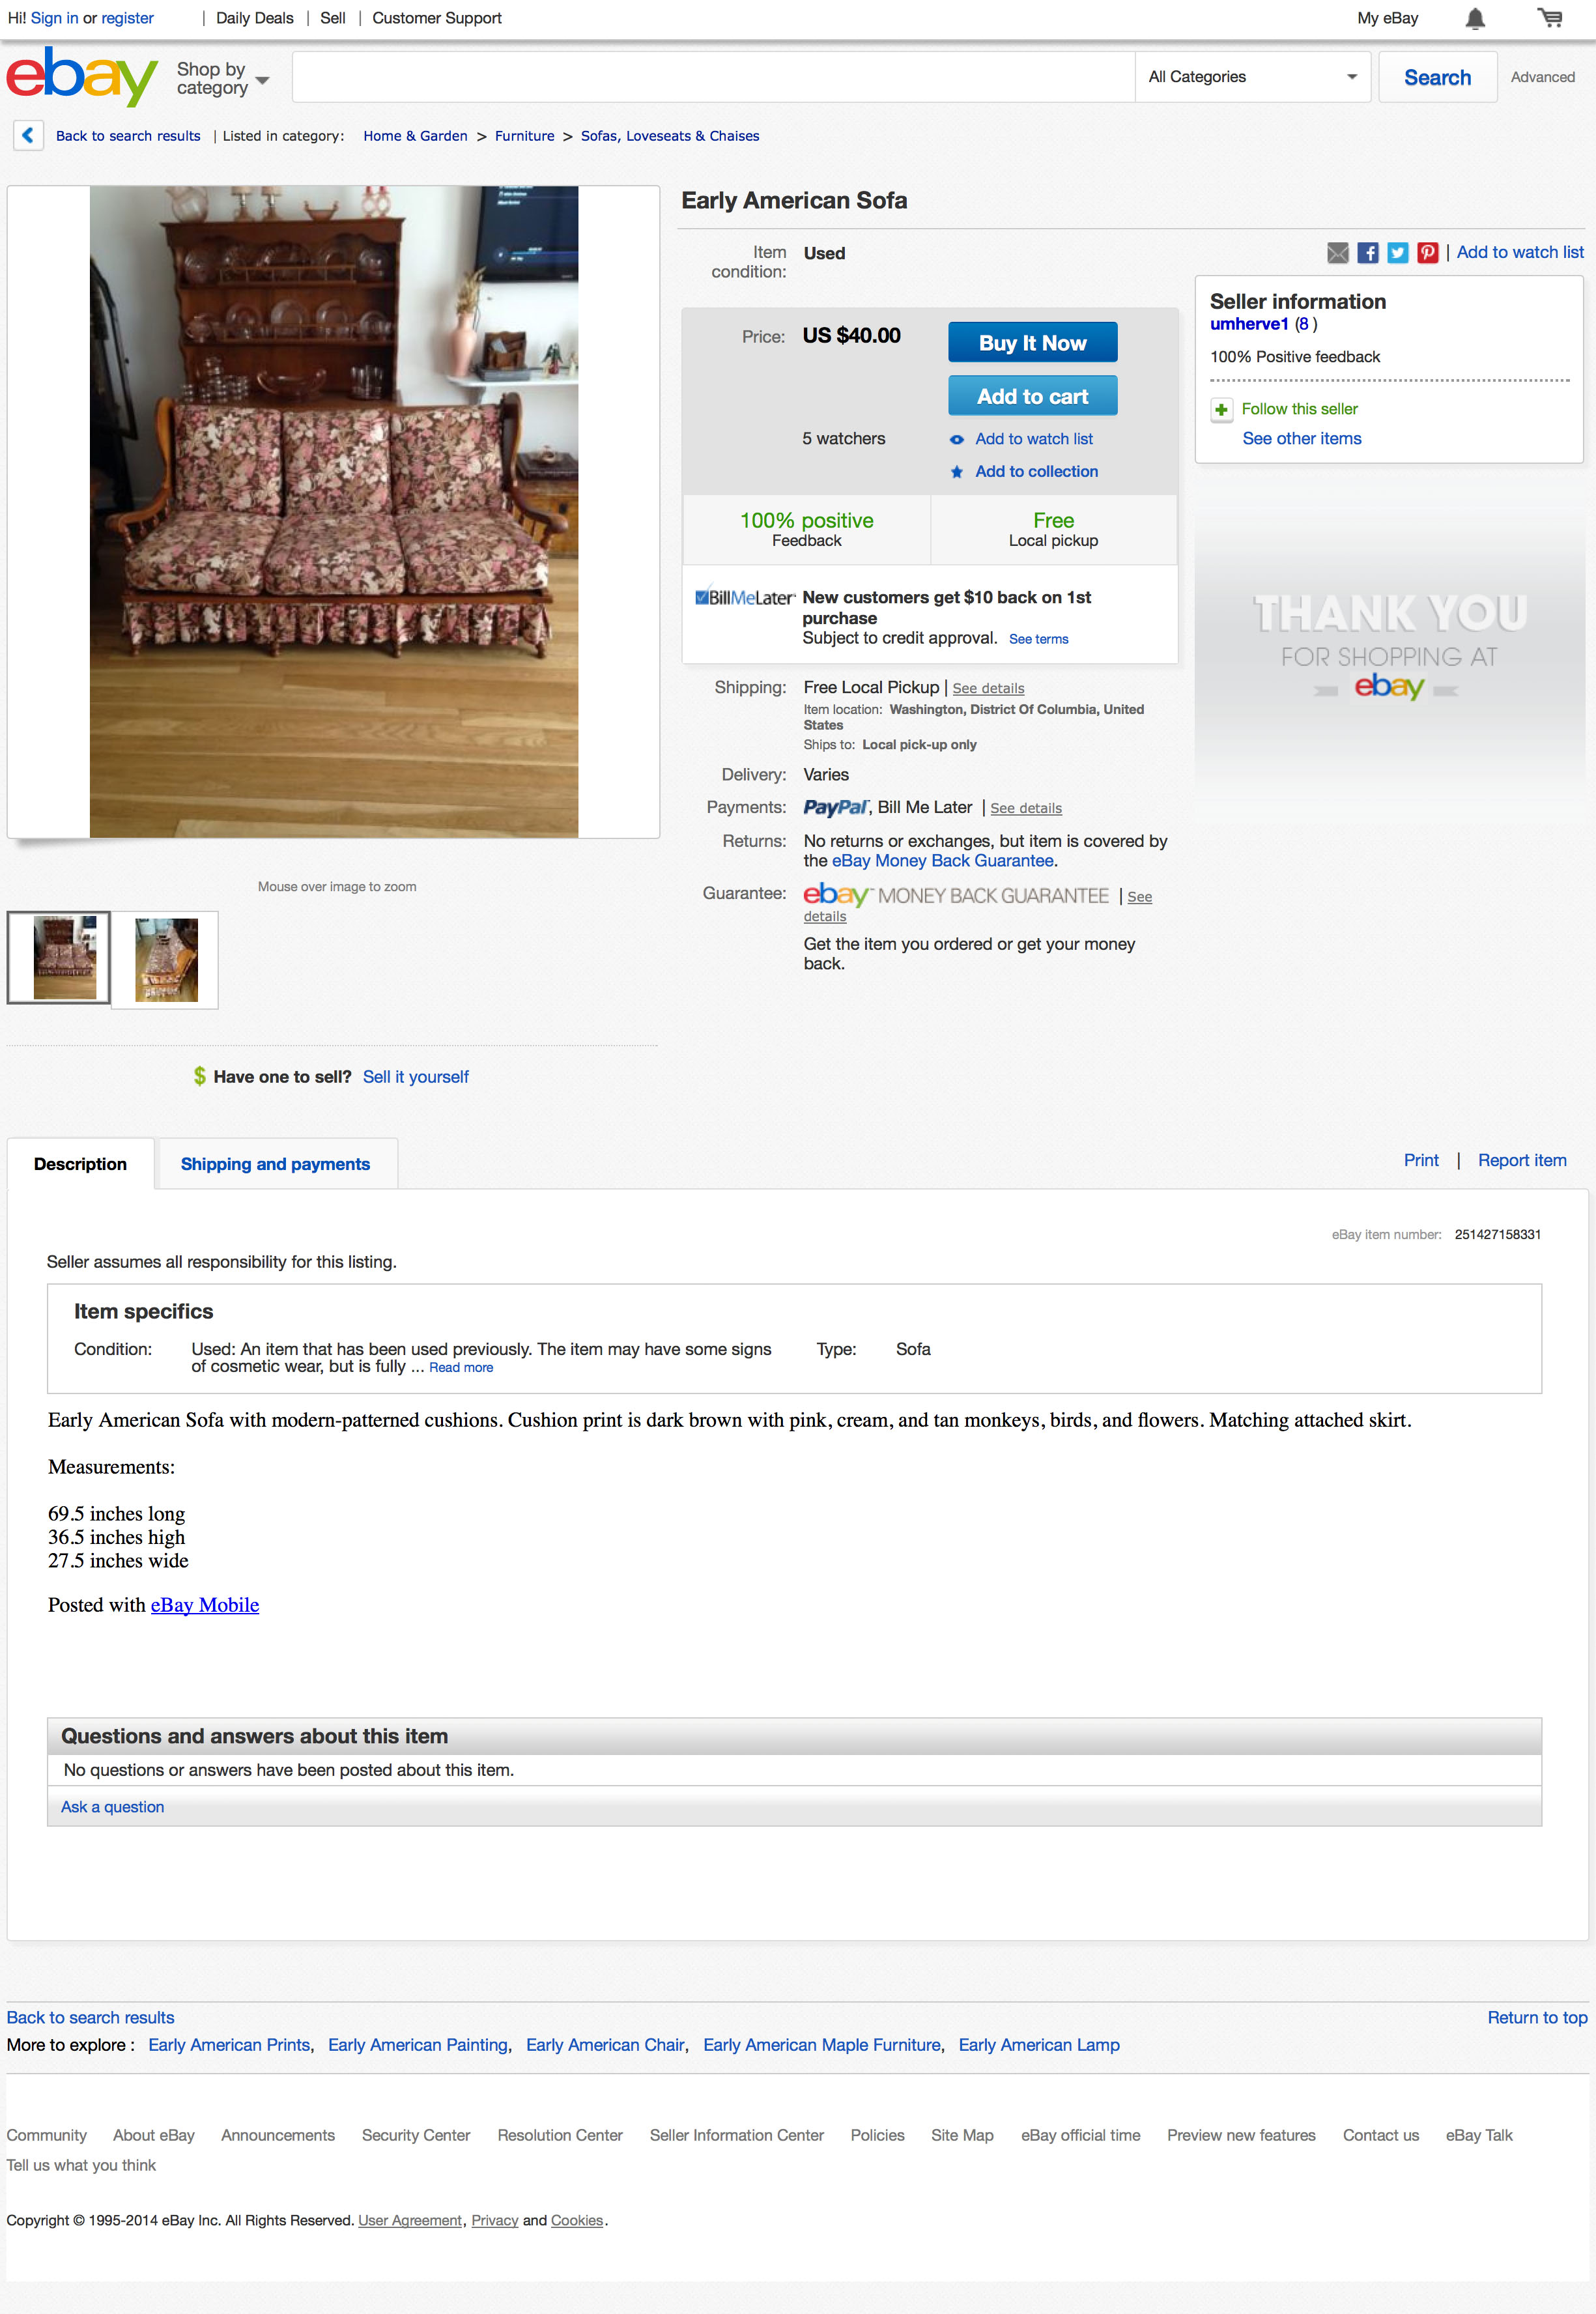 Hi! Sign in or register | Daily Deals | Sell | Customer Support My eBay
ebay Shop by category All Categories Search Advanced
Back to search results | Listed in category: Home & Garden > Furniture > Sofas, Loveseats & Chaises
Early American Sofa
Item condition: Used
| Add to watch list
Price: US $40.00
Buy It Now
Add to cart
5 watchers
Add to watch list
Add to collection
100% positive
Feedback
Free
Local pickup
BillMeLater New customers get $10 back on 1st
purchase
Subject to credit approval. See terms
Shipping: Free Local Pickup | See details
Item location: Washington, District Of Columbia, United
States
Ships to: Local pick-up only
Delivery: Varies
Payments: PayPal, Bill Me Later | See details
Returns: No returns or exchanges, but item is covered by
the eBay Money Back Guarantee.
Guarantee: ebay MONEY BACK GUARANTEE | See
details
Get the item you ordered or get your money
back.
Seller information
umherve1 (8 )
100% Positive feedback
Follow this seller
See other items
THANK YOU
FOR SHOPPING AT
ebay
Mouse over image to zoom
$ Have one to sell? Sell it yourself
Description Shipping and payments Print | Report item
eBay item number: 251427158331
Seller assumes all responsibility for this listing.
Item specifics
Condition: Used: An item that has been used previously. The item may have some signs
of cosmetic wear, but is fully ... Read more
Type: Sofa
Early American Sofa with modern-patterned cushions. Cushion print is dark brown with pink, cream, and tan monkeys, birds, and flowers. Matching attached skirt.
Measurements:
69.5 inches long
36.5 inches high
27.5 inches wide
Posted with eBay Mobile
Questions and answers about this item
No questions or answers have been posted about this item.
Ask a question
Back to search results Return to top
More to explore : Early American Prints, Early American Painting, Early American Chair, Early American Maple Furniture, Early American Lamp
Community About eBay Announcements Security Center Resolution Center Seller Information Center Policies Site Map eBay official time Preview new features Contact us eBay Talk
Tell us what you think
Copyright © 1995-2014 eBay Inc. All Rights Reserved. User Agreement, Privacy and Cookies.